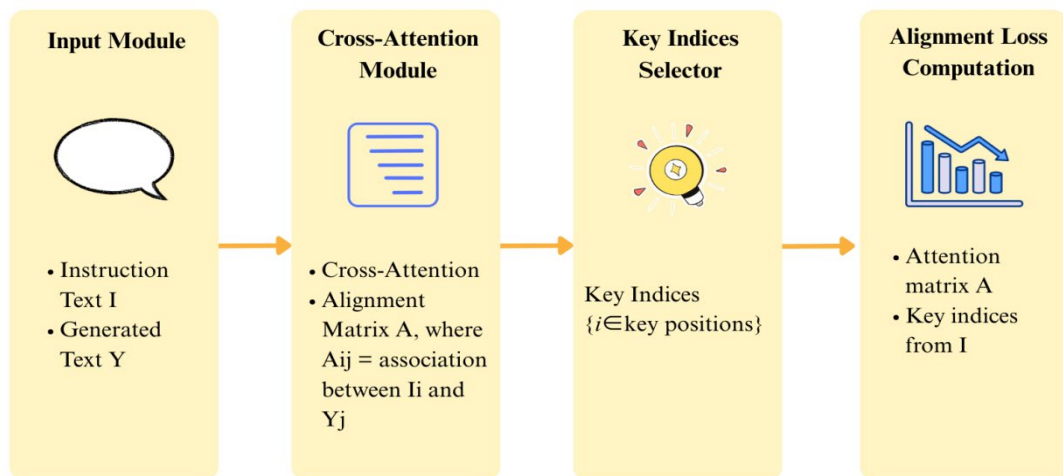 Input Module
• Instruction
Text I
• Generated
Text Y
Cross-Attention
Module
• Cross-Attention
• Alignment
Matrix A, where
Aij = association
between Ii and
Yj
Key Indices
Selector
Key Indices
{i∈key positions}
Alignment Loss
Computation
• Attention
matrix A
• Key indices
from I